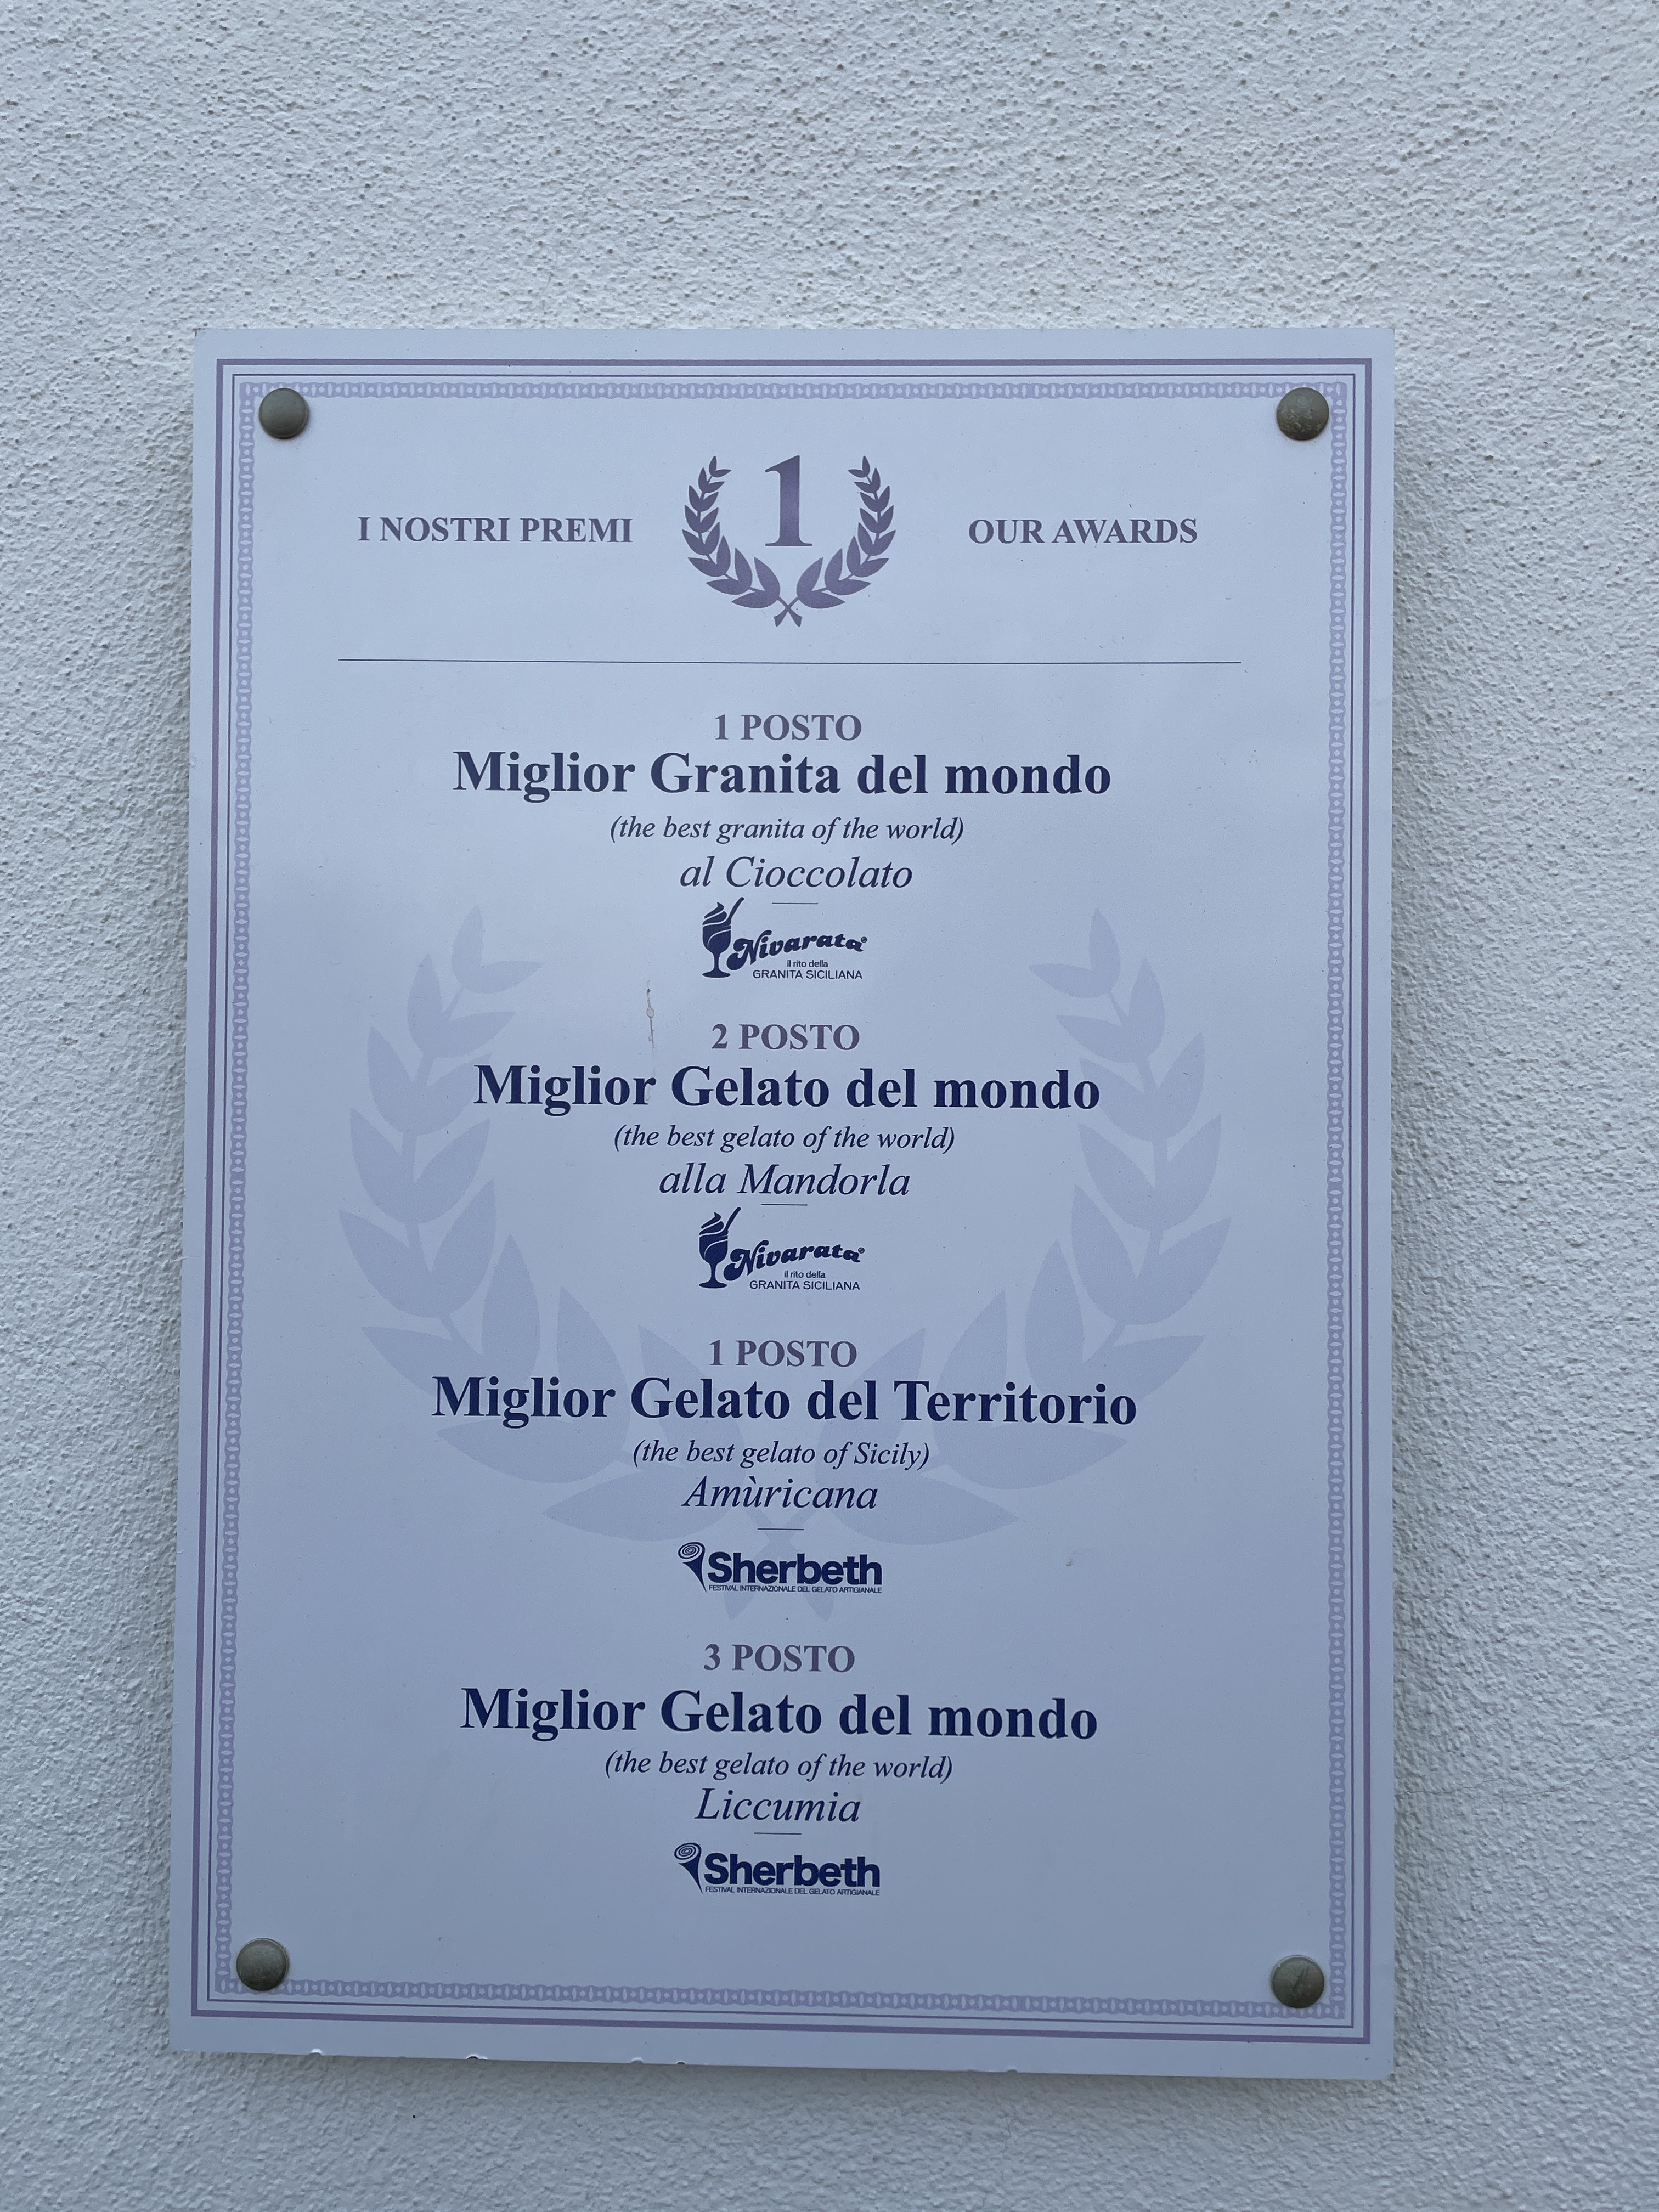 I NOSTRI PREMI 1 OUR AWARDS
1 POSTO
Miglior Granita del mondo
(the best granita of the world)
al Cioccolato
Nivarata®
il rito della
GRANITA SICILIANA
2 POSTO
Miglior Gelato del mondo
(the best gelato of the world)
alla Mandorla
Nivarata®
il rito della
GRANITA SICILIANA
1 POSTO
Miglior Gelato del Territorio
(the best gelato of Sicily)
Amùricana
Sherbeth
FESTIVAL INTERNAZIONALE DEL GELATO ARTIGIANALE
3 POSTO
Miglior Gelato del mondo
(the best gelato of the world)
Liccumia
Sherbeth
FESTIVAL INTERNAZIONALE DEL GELATO ARTIGIANALE